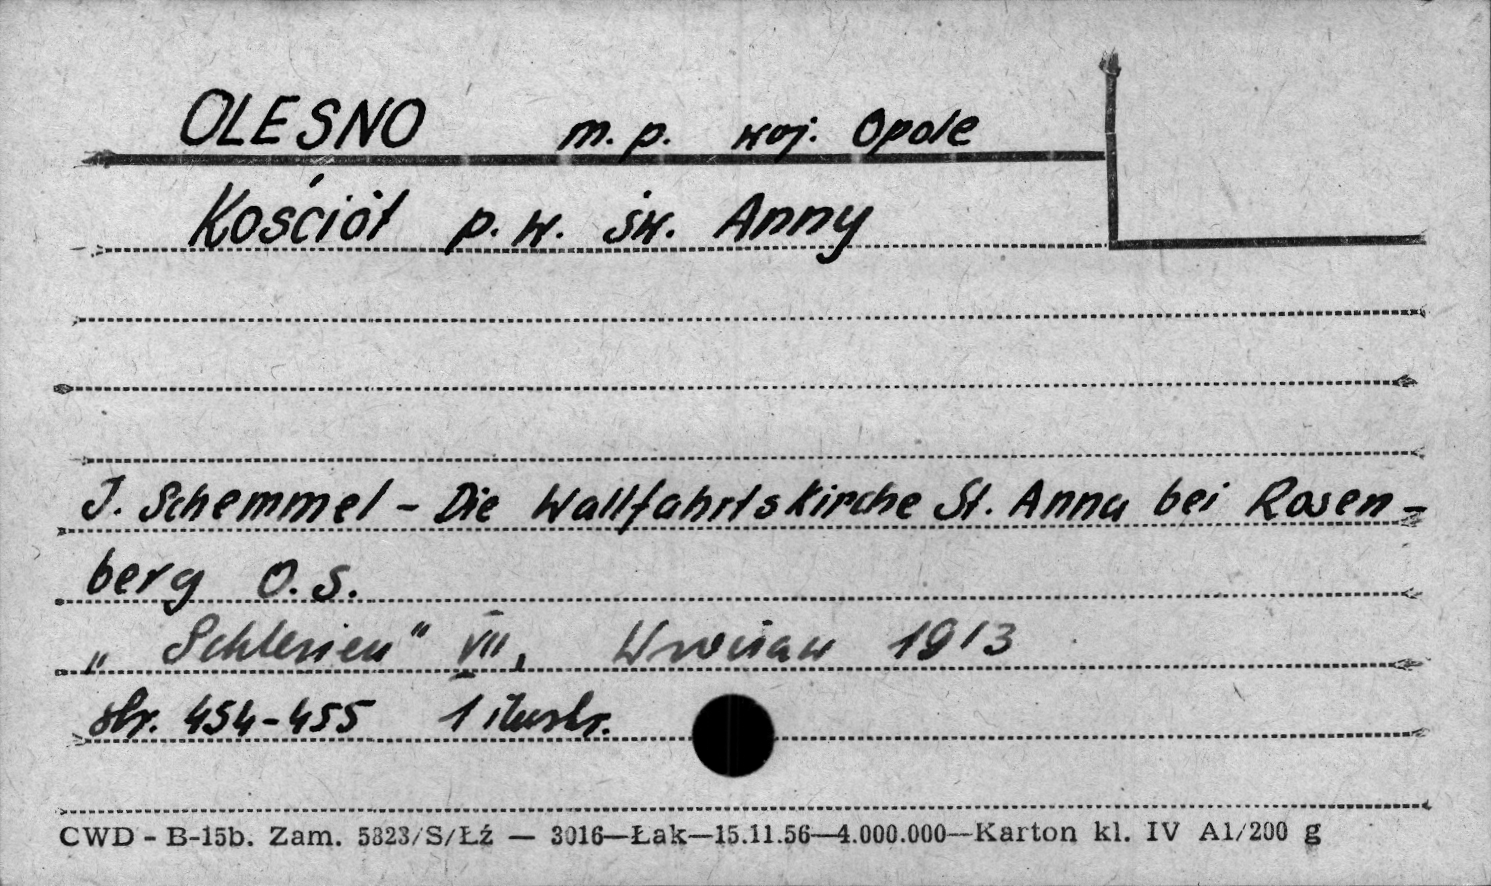 OLESNO m.p. woj. Opole
Kościół p.w. św. Anny
J. Schemmel - Die Wallfahrtskirche St. Anna bei Rosen-
berg O.S.
„Schlesien" VII, Wrocław 1913
str. 454-455 1 ilustr.
CWD - B-15b. Zam. 5823/S/Łź — 3016—Łak—15.11.56—4.000.000—Karton kl. IV A1/200 g